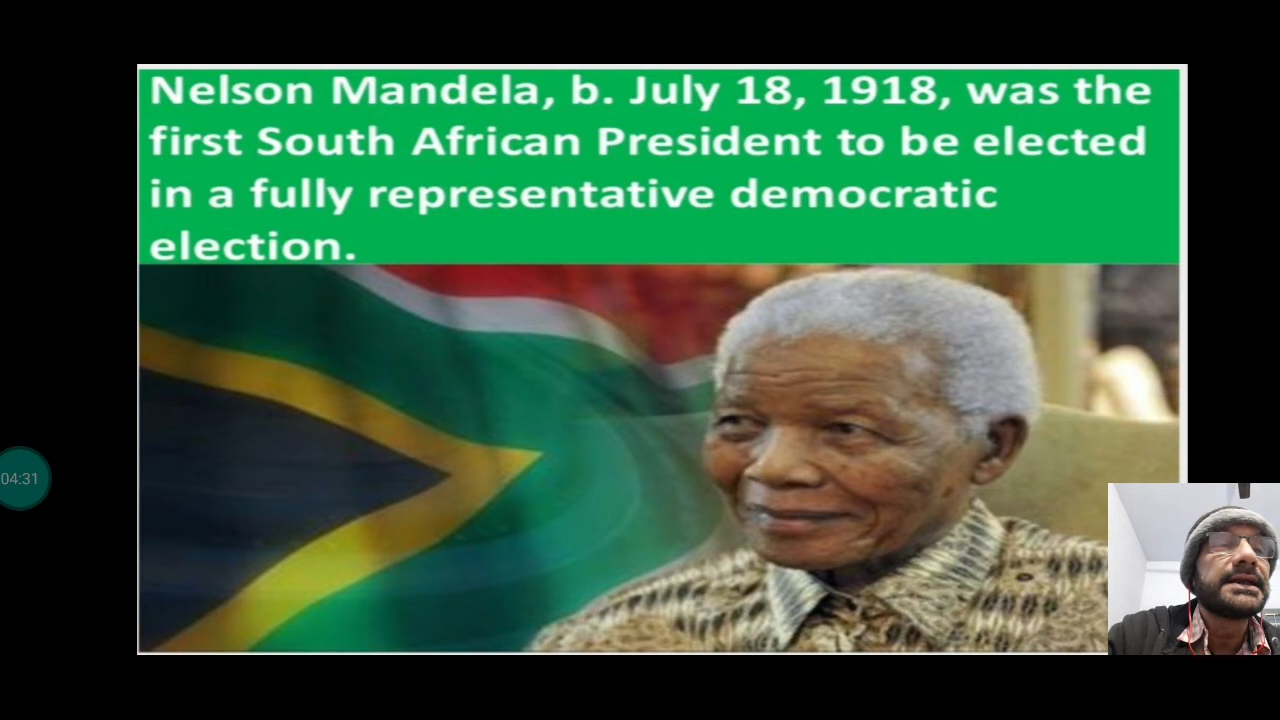 Nelson Mandela, b. July 18, 1918, was the
first South African President to be elected
in a fully representative democratic
election.
04:31